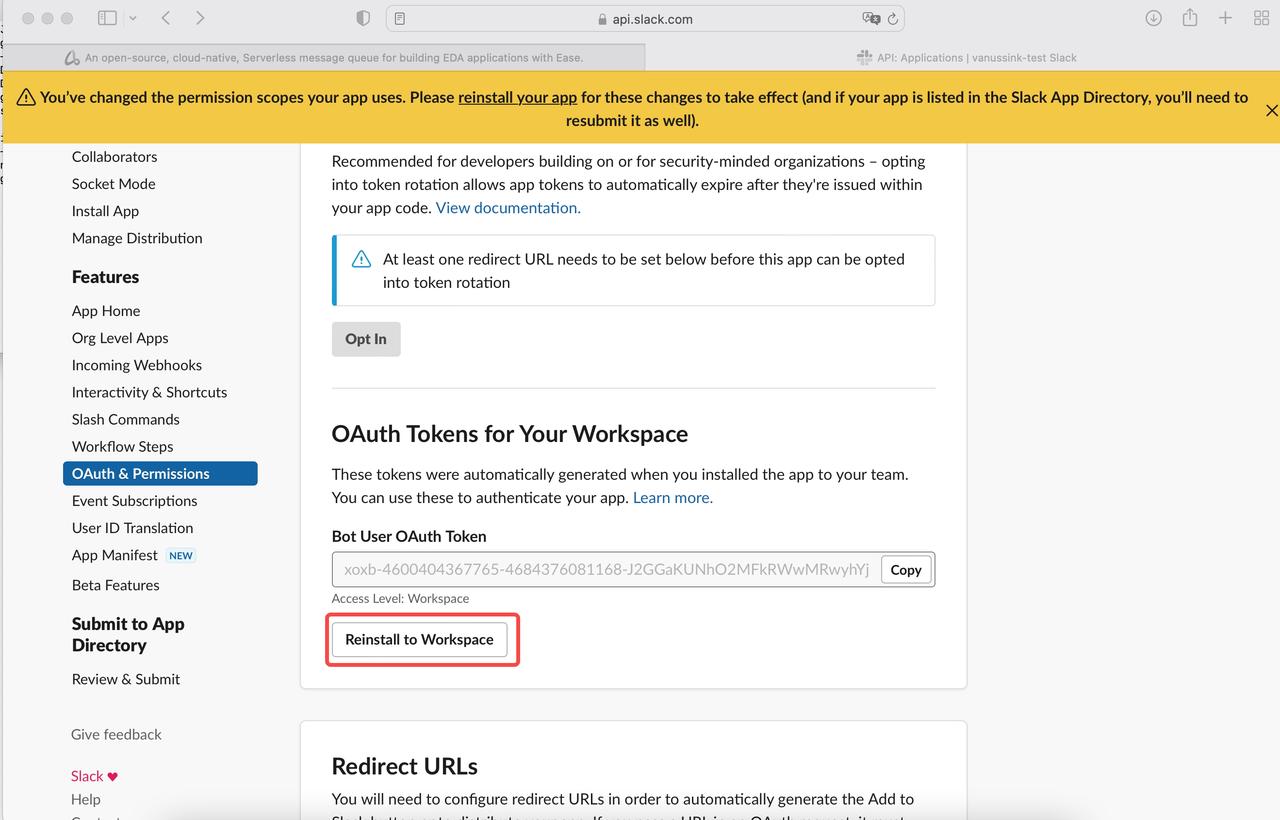 api.slack.com
An open-source, cloud-native, Serverless message queue for building EDA applications with Ease.
API: Applications | vanussink-test Slack
You've changed the permission scopes your app uses. Please reinstall your app for these changes to take effect (and if your app is listed in the Slack App Directory, you'll need to
resubmit it as well).
Collaborators
Socket Mode
Install App
Manage Distribution
Features
App Home
Org Level Apps
Incoming Webhooks
Interactivity & Shortcuts
Slash Commands
Workflow Steps
OAuth & Permissions
Event Subscriptions
User ID Translation
App Manifest NEW
Beta Features
Submit to App
Directory
Review & Submit
Give feedback
Slack ♥
Help
Recommended for developers building on or for security-minded organizations – opting
into token rotation allows app tokens to automatically expire after they're issued within
your app code. View documentation.
At least one redirect URL needs to be set below before this app can be opted
into token rotation
Opt In
OAuth Tokens for Your Workspace
These tokens were automatically generated when you installed the app to your team.
You can use these to authenticate your app. Learn more.
Bot User OAuth Token
xoxb-4600404367765-4684376081168-J2GGaKUNhO2MFkRWwMRwyhYj
Copy
Access Level: Workspace
Reinstall to Workspace
Redirect URLs
You will need to configure redirect URLs in order to automatically generate the Add to